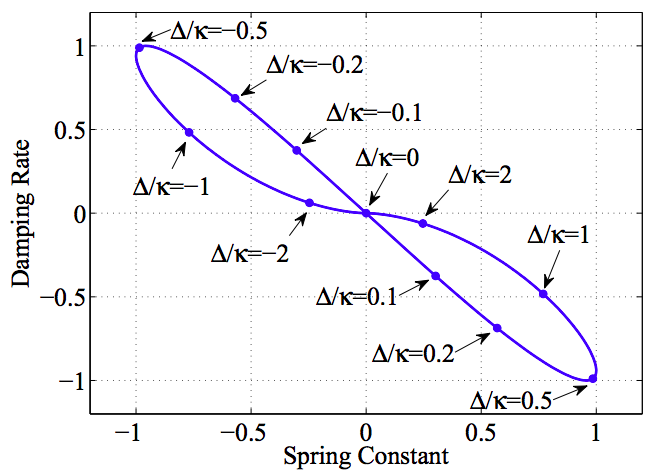 Δ/κ=−0.5
1
Δ/κ=−0.2
Δ/κ=−0.1
0.5
Δ/κ=0
Δ/κ=2
Δ/κ=−1
Damping Rate
0
Δ/κ=1
Δ/κ=−2
−0.5
Δ/κ=0.1
Δ/κ=0.2
−1
Δ/κ=0.5
−1
−0.5
0
0.5
1
Spring Constant